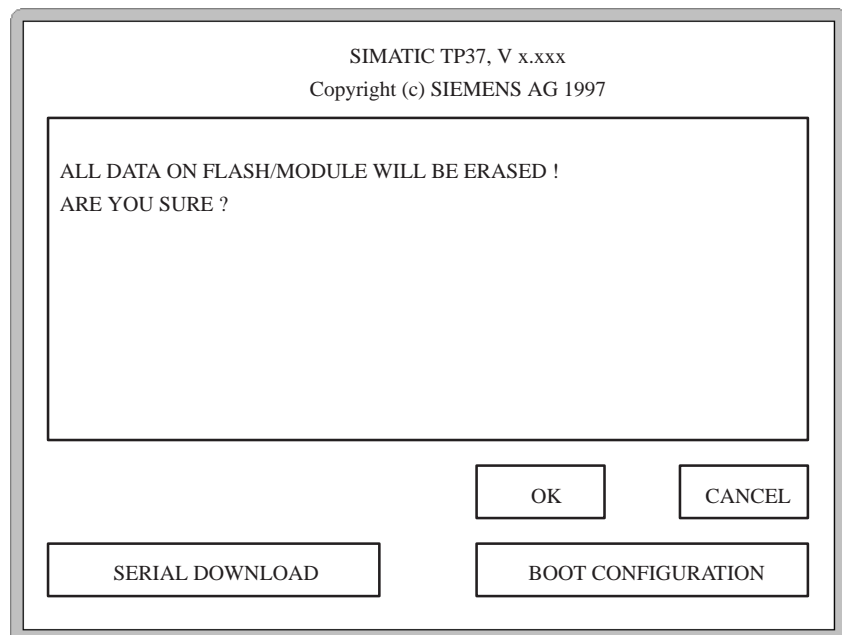 SIMATIC TP37, V x.xxx
Copyright (c) SIEMENS AG 1997
ALL DATA ON FLASH/MODULE WILL BE ERASED !
ARE YOU SURE ?
OK
CANCEL
SERIAL DOWNLOAD
BOOT CONFIGURATION